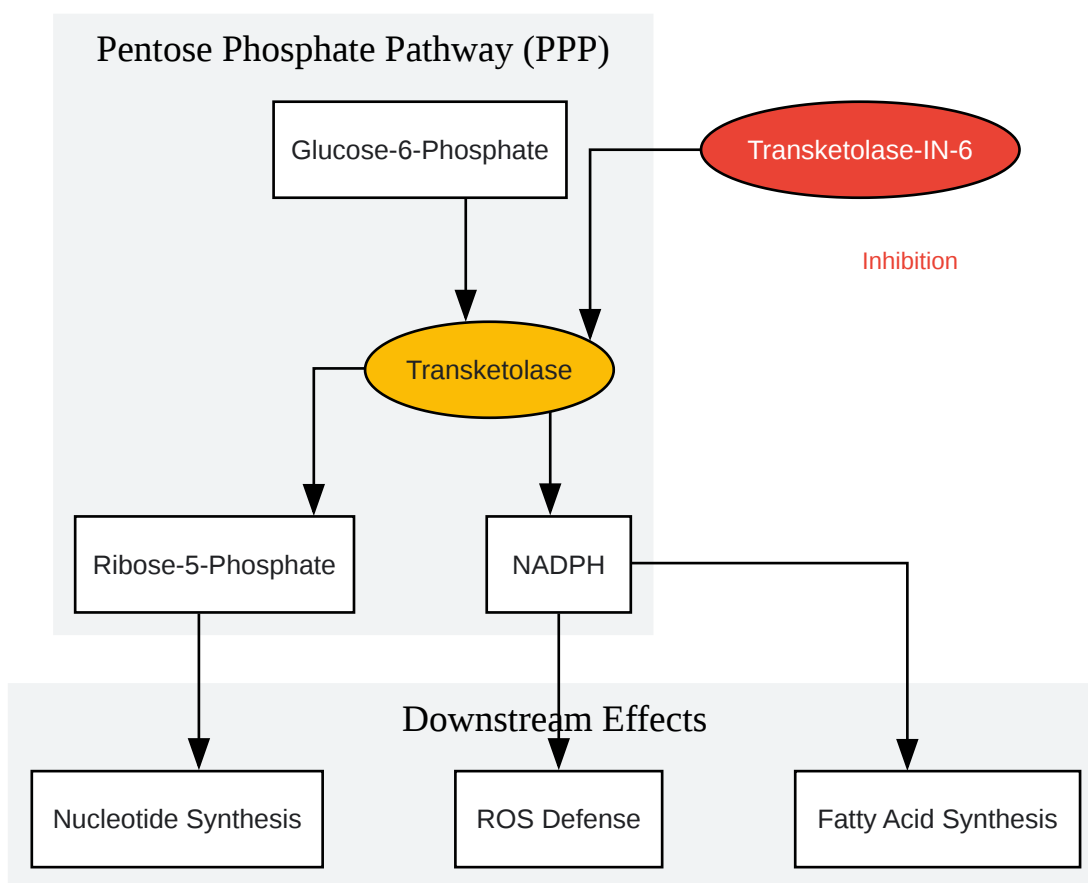 Pentose Phosphate Pathway (PPP)
Glucose-6-Phosphate
Transketolase-IN-6
Inhibition
Transketolase
Ribose-5-Phosphate
NADPH
Downstream Effects
Nucleotide Synthesis
ROS Defense
Fatty Acid Synthesis